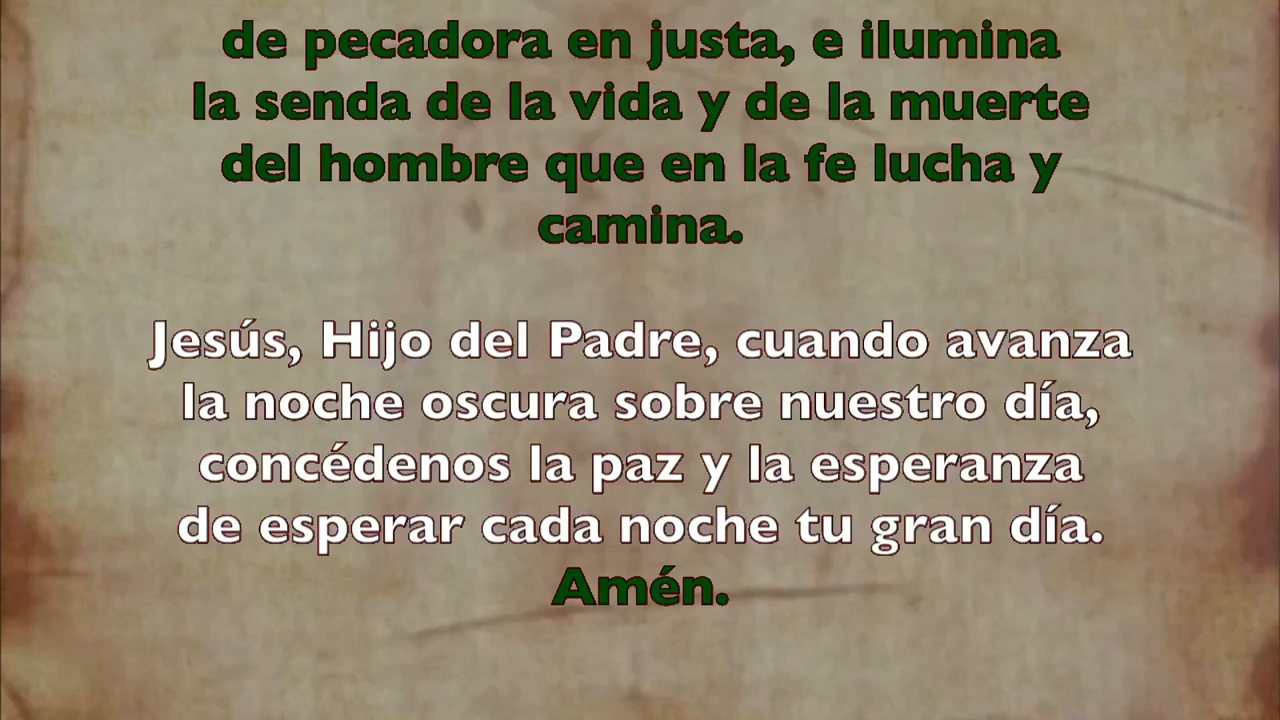 de pecadora en justa, e ilumina
la senda de la vida y de la muerte
del hombre que en la fe lucha y
camina.
Jesús, Hijo del Padre, cuando avanza
la noche oscura sobre nuestro día,
concédenos la paz y la esperanza
de esperar cada noche tu gran día.
Amén.